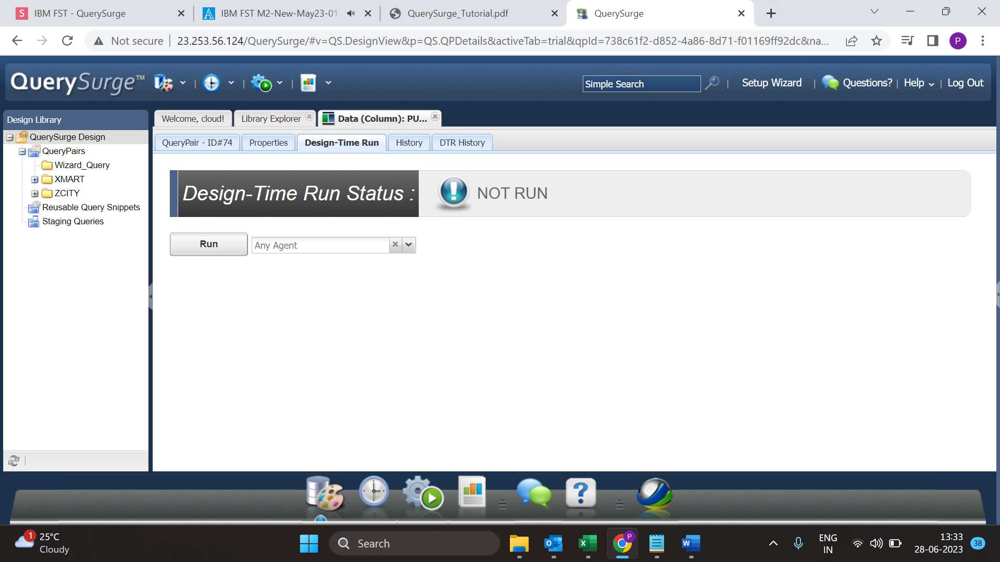 IBM FST - QuerySurge
IBM FST M2-New-May23-01
QuerySurge_Tutorial.pdf
QuerySurge
Not secure
23.253.56.124/QuerySurge/#v=QS.DesignView&p=QS.QPDetails&activeTab=trial&qpId=738c61f2-d852-4a86-8d71-f01169ff92dc&na...
P
QuerySurge™
Simple Search
Setup Wizard
Questions?
Help
Log Out
Design Library
Welcome, cloud!
Library Explorer
Data (Column): PU...
QuerySurge Design
QueryPairs
Wizard_Query
XMART
ZCITY
Reusable Query Snippets
Staging Queries
QueryPair - ID#74
Properties
Design-Time Run
History
DTR History
Design-Time Run Status :
NOT RUN
Run
Any Agent
1
25°C
Cloudy
Search
P
ENG
IN
13:33
28-06-2023
38